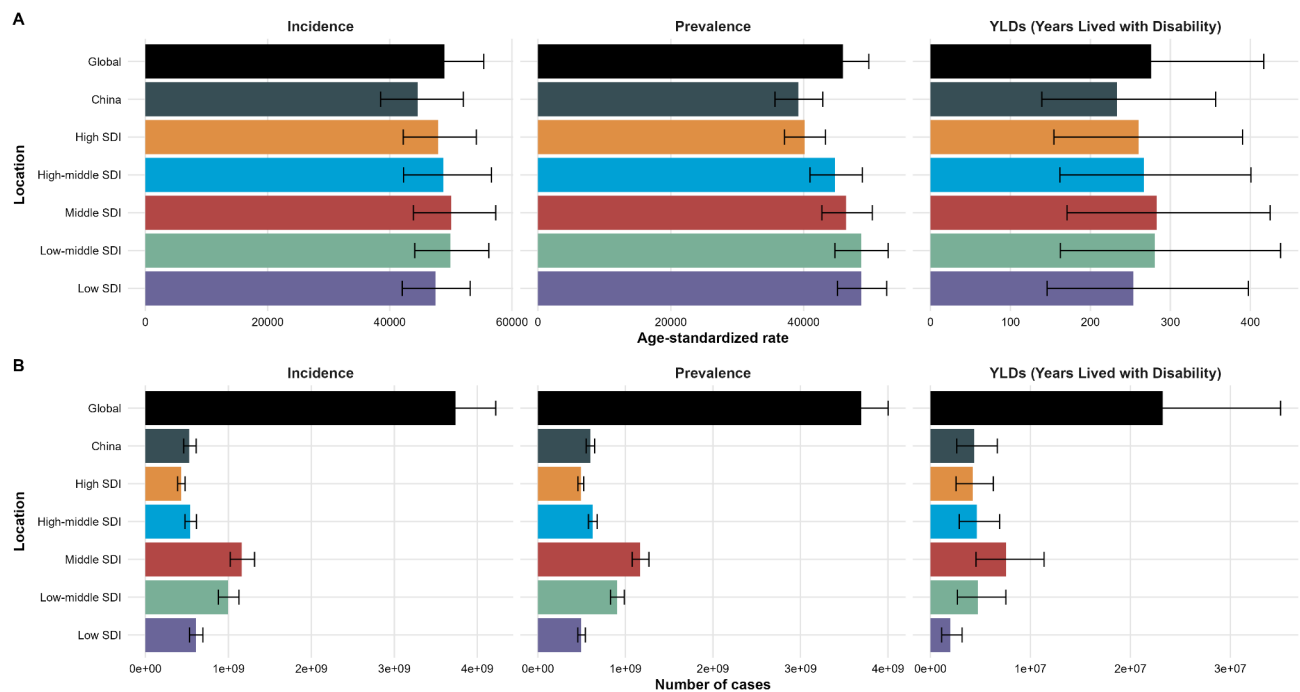 A
Incidence
Prevalence
YLDs (Years Lived with Disability)
Location
Global
China
High SDI
High-middle SDI
Middle SDI
Low-middle SDI
Low SDI
0 20000 40000 60000
0 20000 40000
0 100 200 300 400
Age-standardized rate
B
Incidence
Prevalence
YLDs (Years Lived with Disability)
Location
Global
China
High SDI
High-middle SDI
Middle SDI
Low-middle SDI
Low SDI
0e+00 1e+09 2e+09 3e+09 4e+09
0e+00 1e+09 2e+09 3e+09 4e+09
0e+00 1e+07 2e+07 3e+07
Number of cases